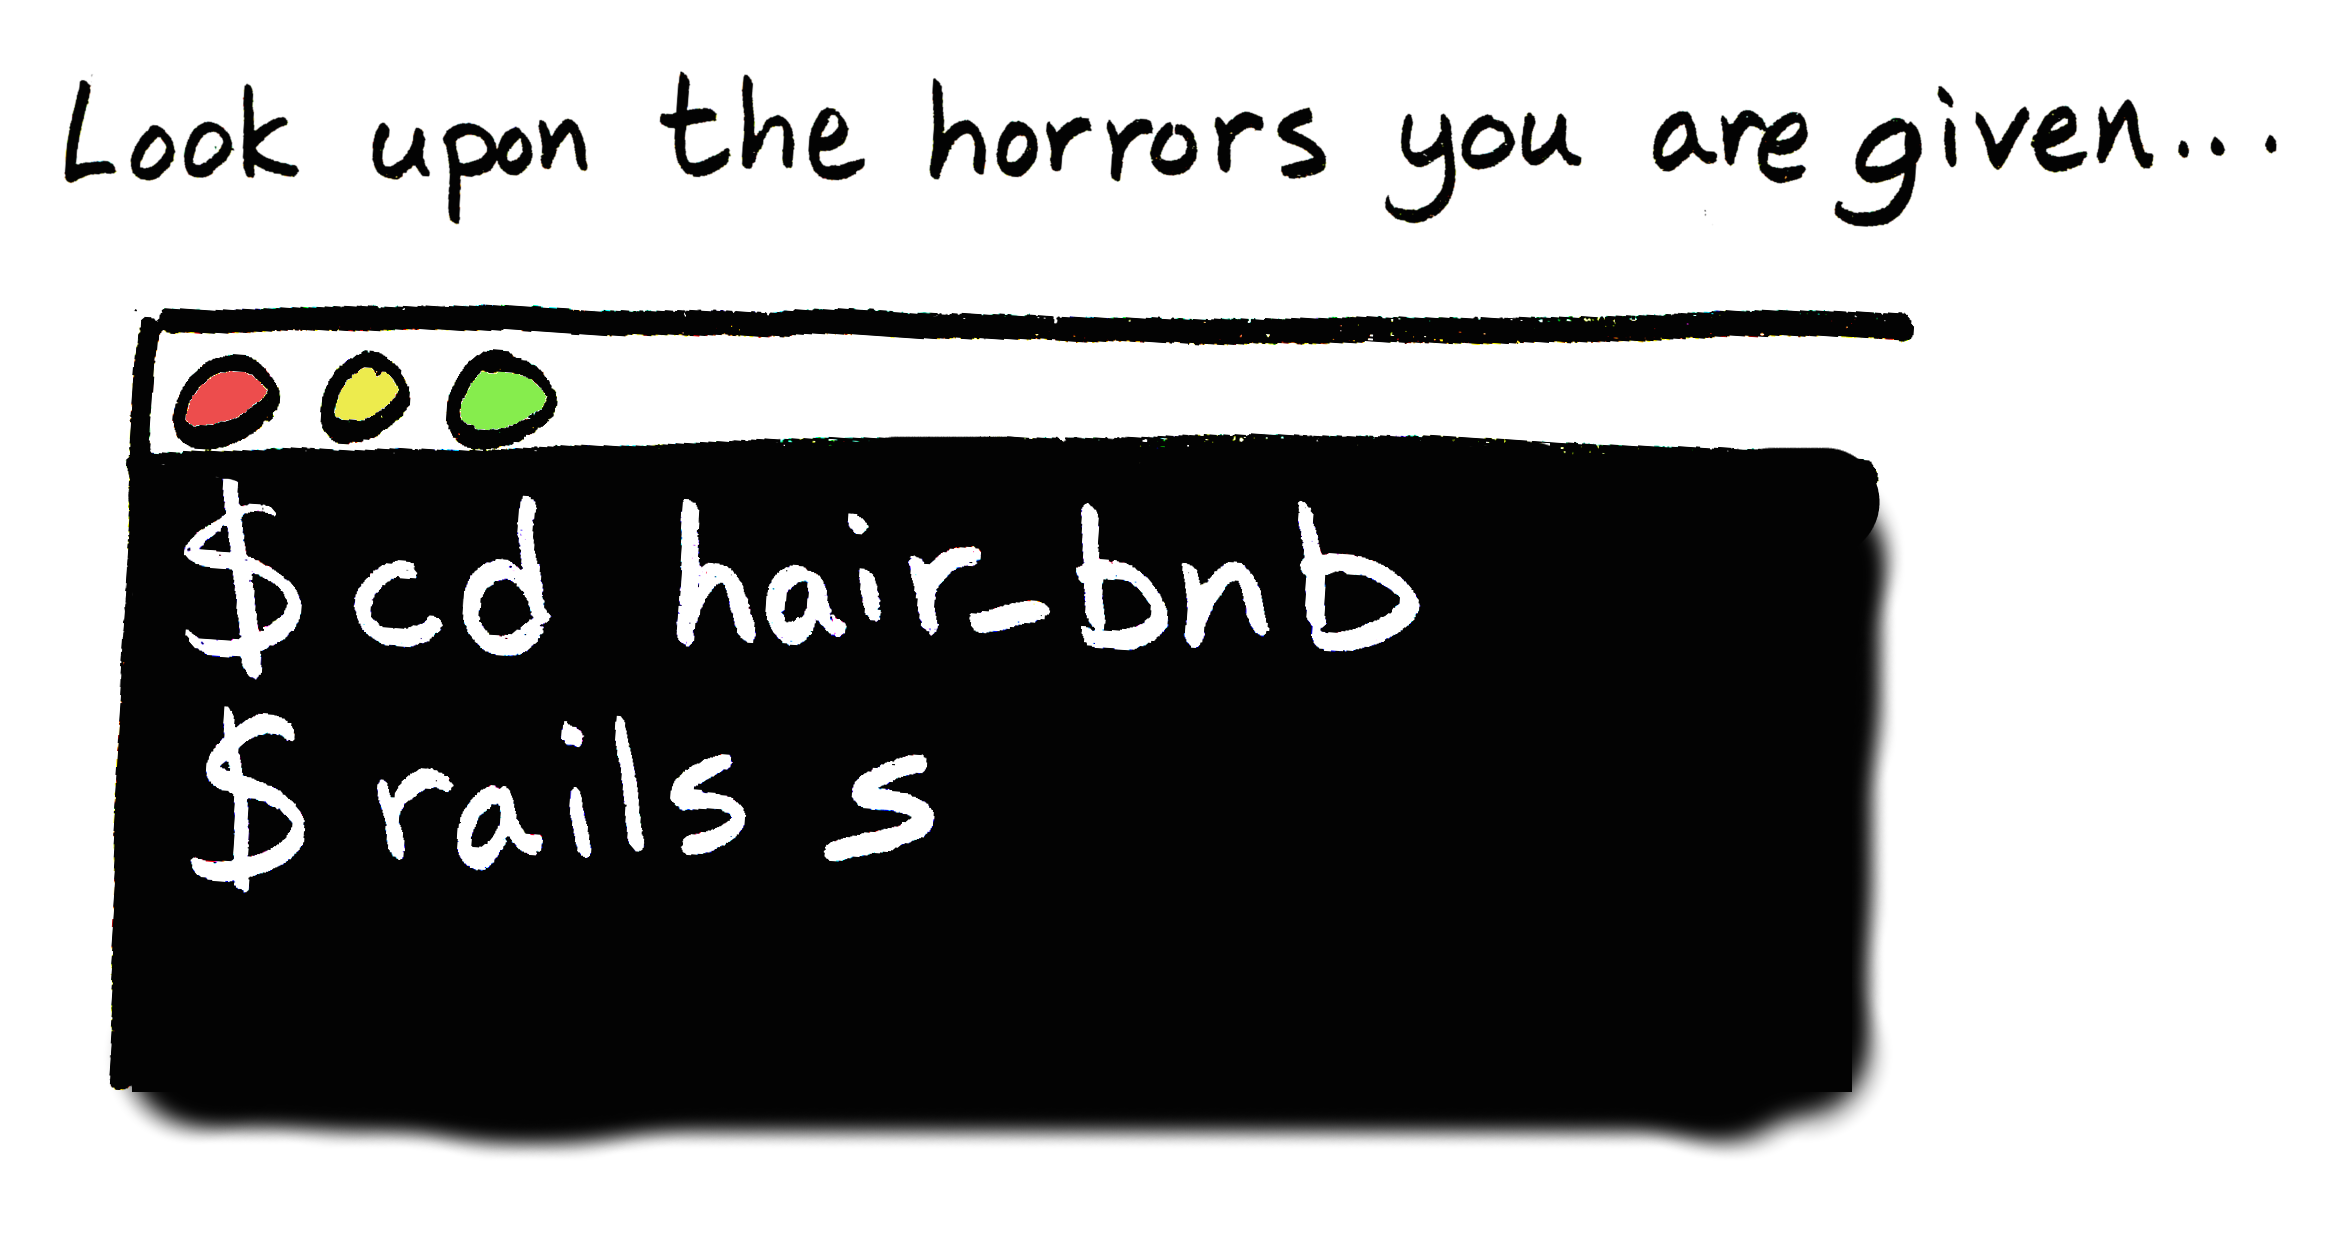 Look upon the horrors you are given...
$ cd hair_bnb
$ rails s